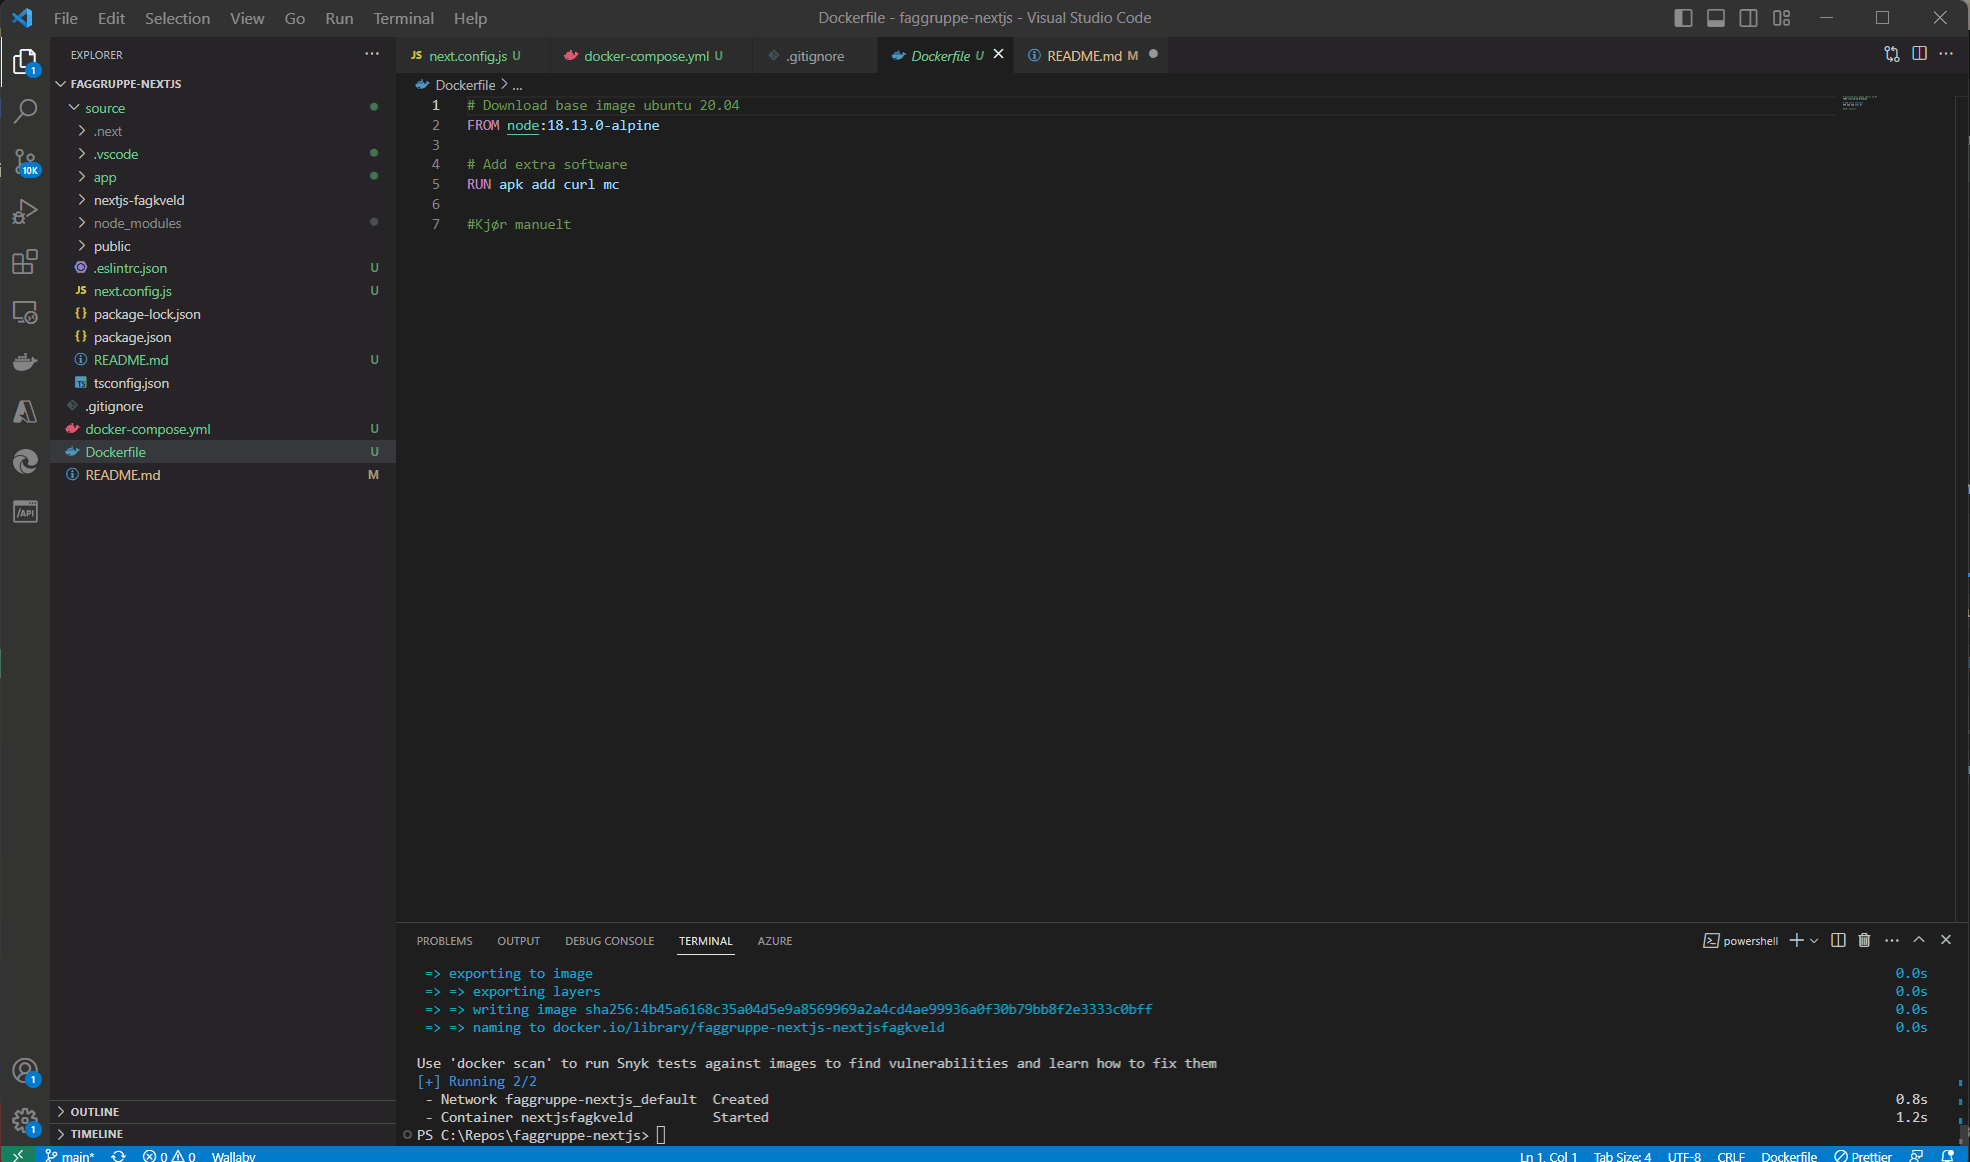 File Edit Selection View Go Run Terminal Help
Dockerfile - faggruppe-nextjs - Visual Studio Code
EXPLORER
FAGGRUPPE-NEXTJS
source
.next
.vscode
app
nextjs-fagkveld
node_modules
public
.eslintrc.json U
JS next.config.js U
{} package-lock.json
{} package.json
README.md U
TS tsconfig.json
.gitignore
docker-compose.yml U
Dockerfile U
README.md M
1
10K
/API
1
1
OUTLINE
TIMELINE
JS next.config.js U
docker-compose.yml U
.gitignore
Dockerfile U
README.md M
Dockerfile > ...
1 # Download base image ubuntu 20.04
2 FROM node:18.13.0-alpine
3
4 # Add extra software
5 RUN apk add curl mc
6
7 #Kjør manuelt
PROBLEMS OUTPUT DEBUG CONSOLE TERMINAL AZURE
powershell
=> exporting to image 0.0s
=> => exporting layers 0.0s
=> => writing image sha256:4b45a6168c35a04d5e9a8569969a2a4cd4ae99936a0f30b79bb8f2e3333c0bff 0.0s
=> => naming to docker.io/library/faggruppe-nextjs-nextjsfagkveld 0.0s
Use 'docker scan' to run Snyk tests against images to find vulnerabilities and learn how to fix them
[+] Running 2/2
- Network faggruppe-nextjs_default Created 0.8s
- Container nextjsfagkveld Started 1.2s
PS C:\Repos\faggruppe-nextjs>
main* 0 0 Wallaby
Ln 1, Col 1 Tab Size: 4 UTF-8 CRLF Dockerfile Prettier